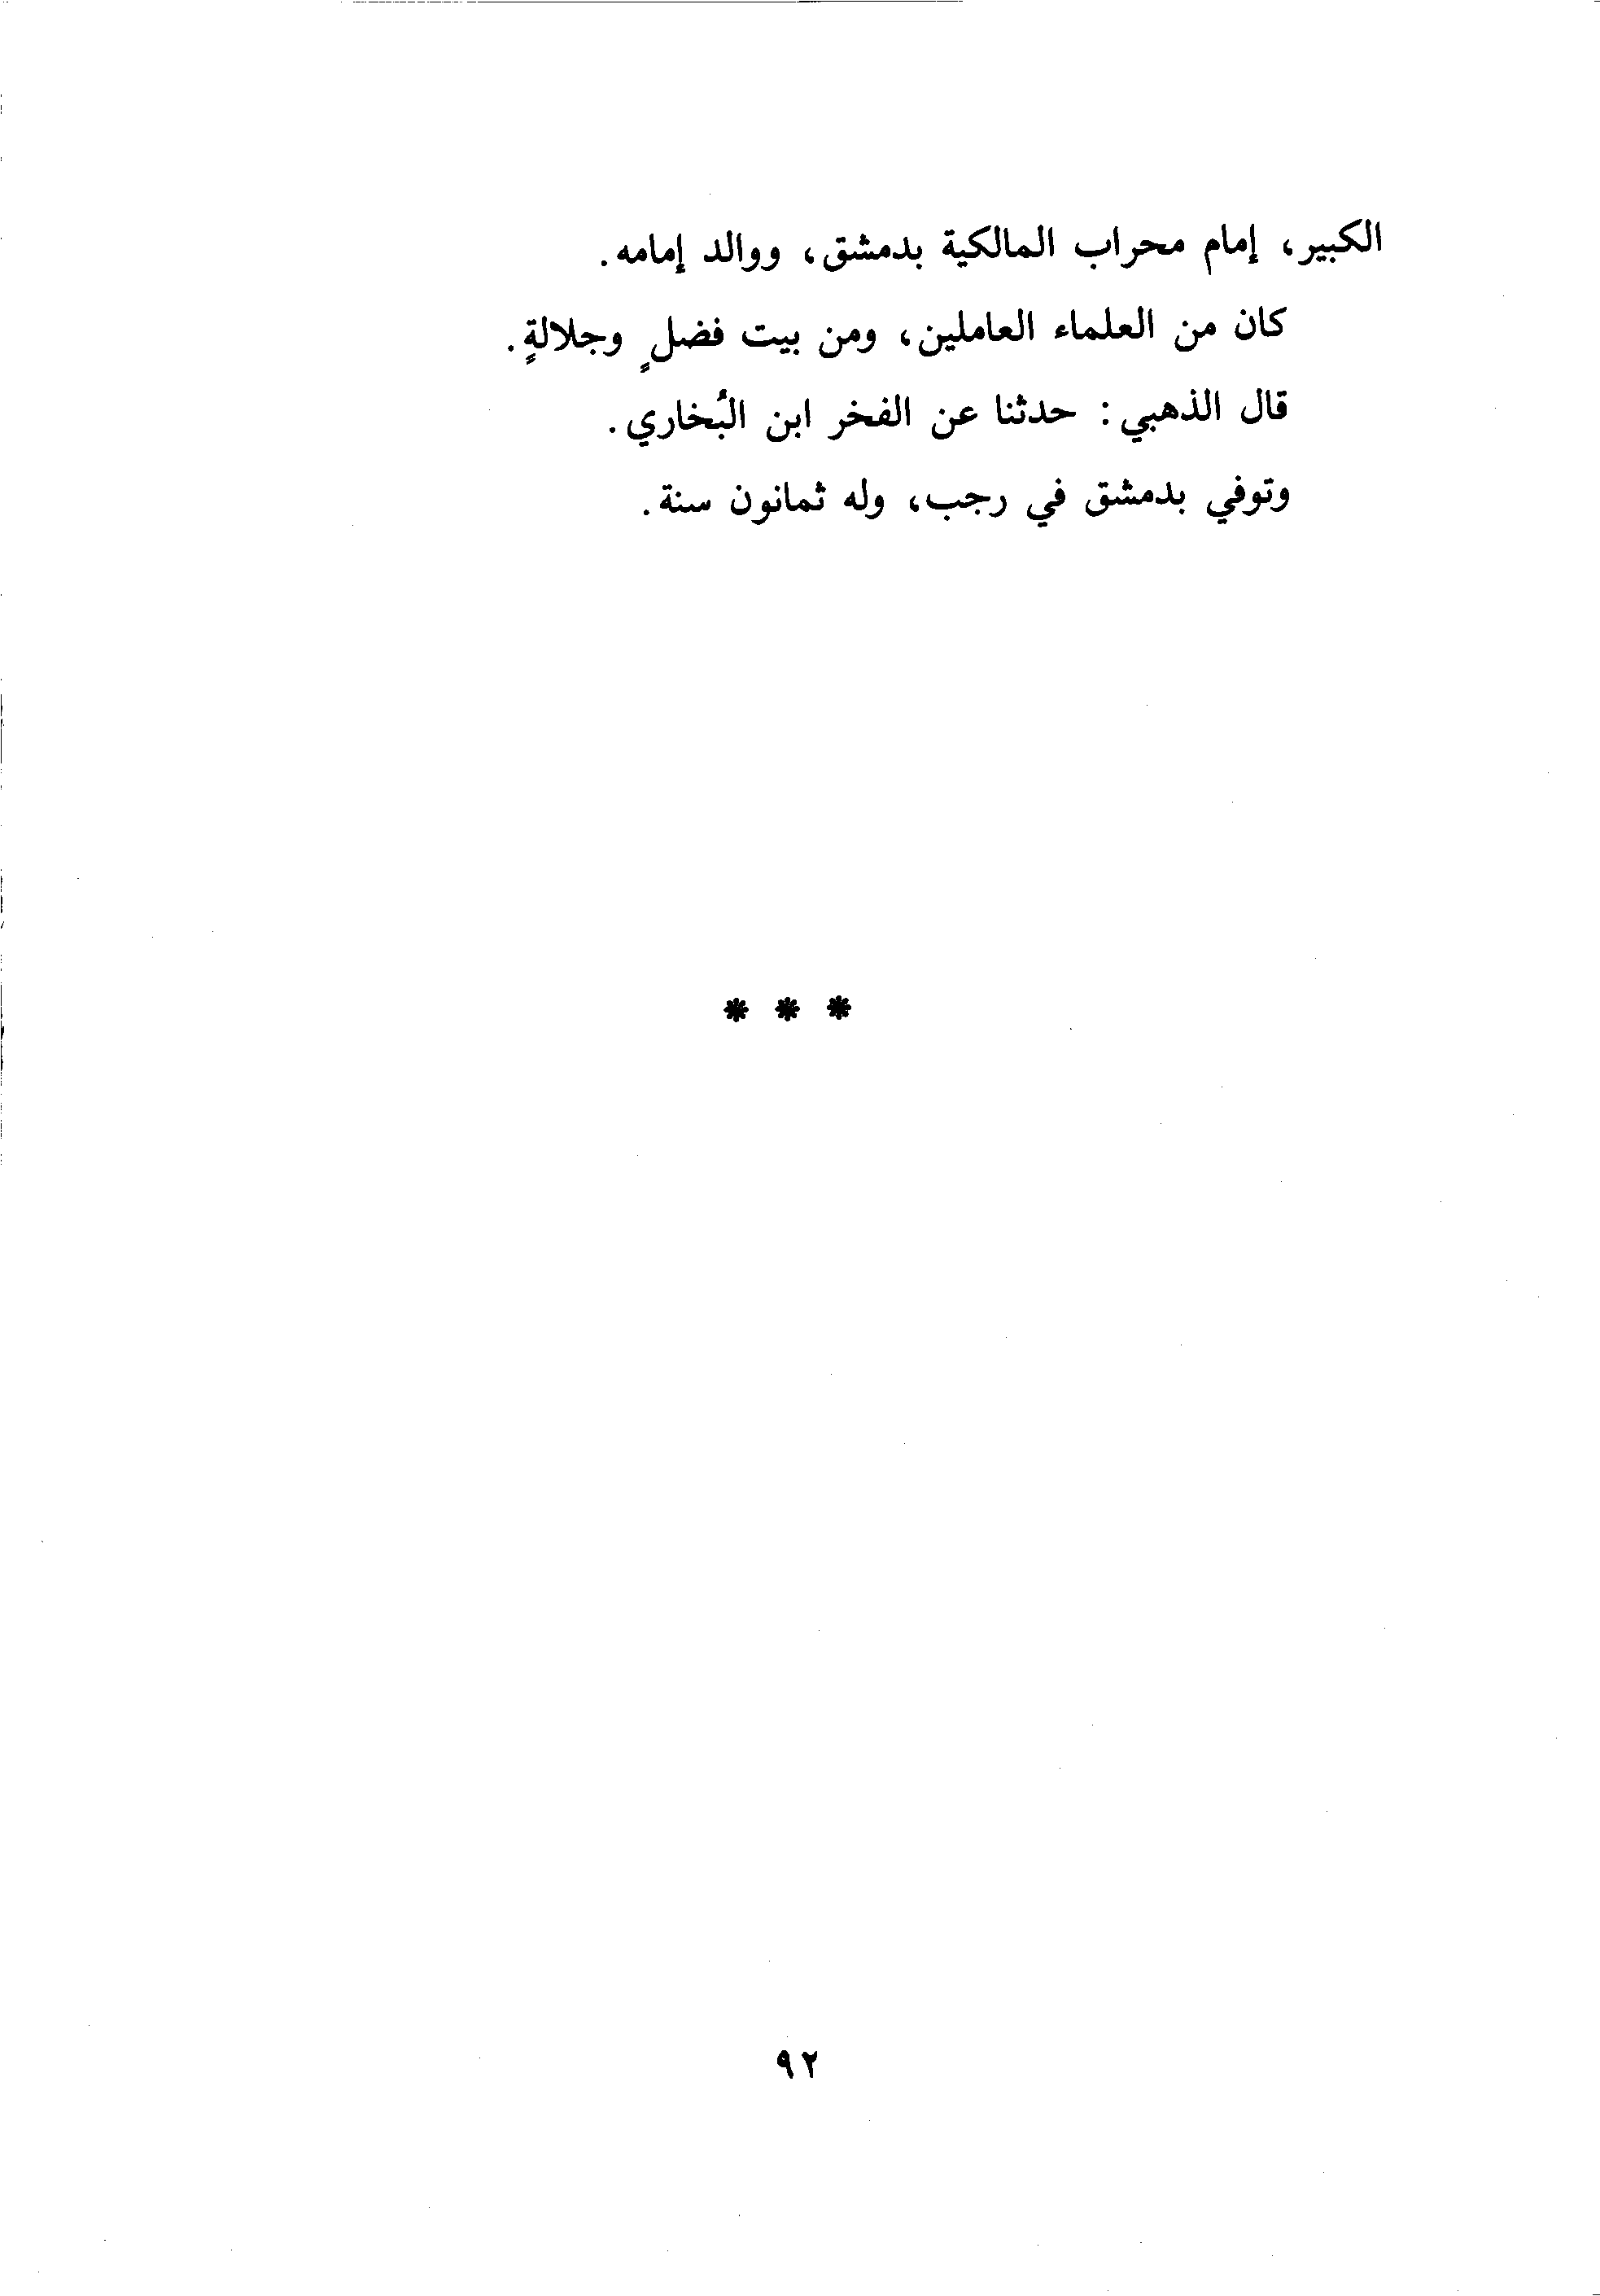 الكبير، إمام محراب المالكية بدمشق، ووالد إمامه.
كان من العلماء العاملين، ومن بيت فضلٍ وجلالةٍ.
قال الذهبي: حدثنا عن الفخر ابن البُخاري.
وتوفي بدمشق في رجب، وله ثمانون سنة.
* * *
٩٢